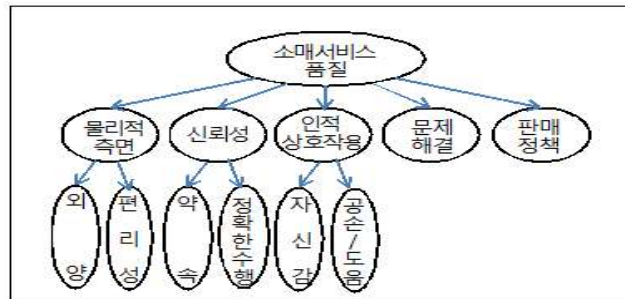 소매서비스
품질
물리적
측면
신뢰성
인적
상호작용
문제
해결
판매
정책
외양
편리성
약속
정확한수행
자신감
공손/도움